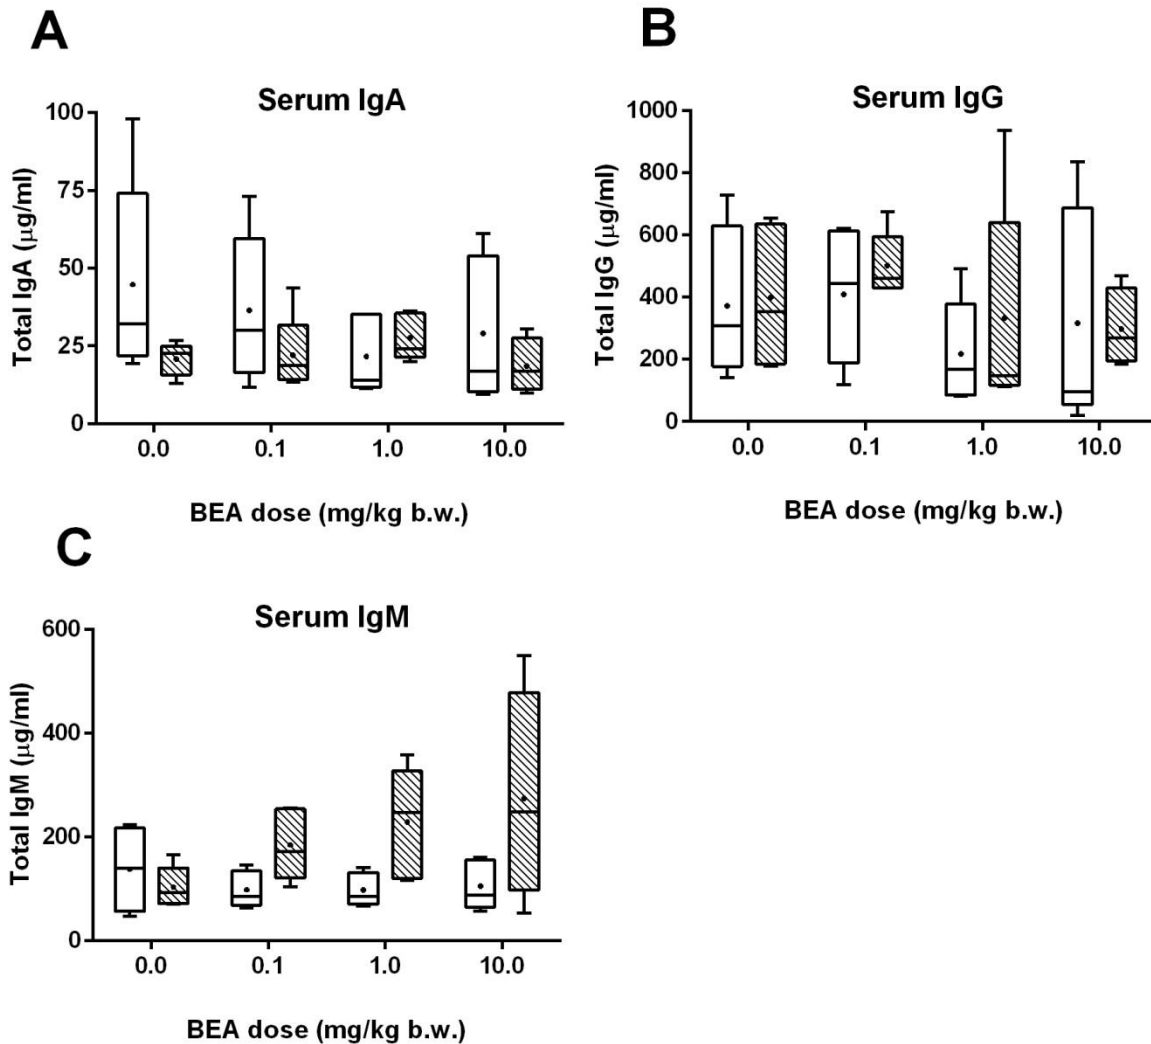 A
Serum IgA
Total IgA (μg/ml)
100
75
50
25
0
0.0 0.1 1.0 10.0
BEA dose (mg/kg b.w.)
B
Serum IgG
Total IgG (μg/ml)
1000
800
600
400
200
0
0.0 0.1 1.0 10.0
BEA dose (mg/kg b.w.)
C
Serum IgM
Total IgM (μg/ml)
600
400
200
0
0.0 0.1 1.0 10.0
BEA dose (mg/kg b.w.)